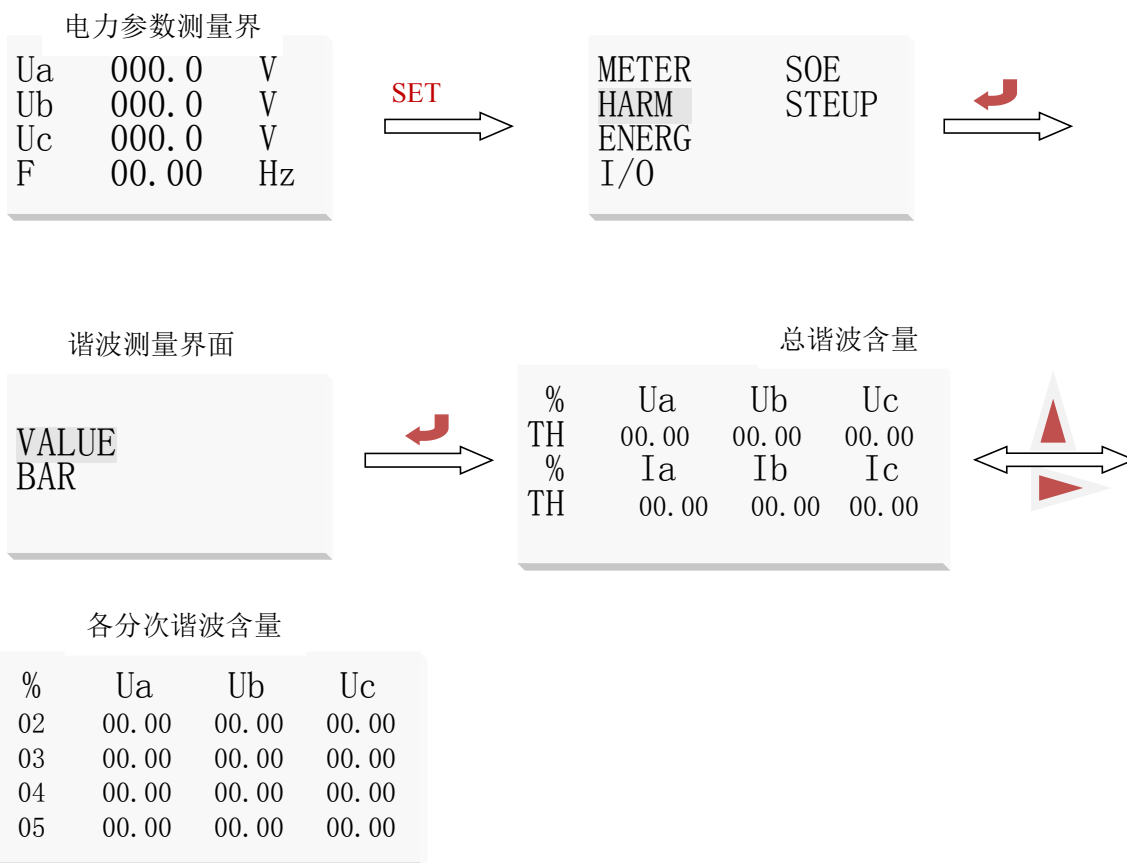 电力参数测量界
Ua 000.0 V
Ub 000.0 V
Uc 000.0 V
F 00.00 Hz
SET
METER SOE
HARM STEUP
ENERG
I/O
谐波测量界面
VALUE
BAR
总谐波含量
% Ua Ub Uc
TH 00.00 00.00 00.00
% Ia Ib Ic
TH 00.00 00.00 00.00
各分次谐波含量
% Ua Ub Uc
02 00.00 00.00 00.00
03 00.00 00.00 00.00
04 00.00 00.00 00.00
05 00.00 00.00 00.00